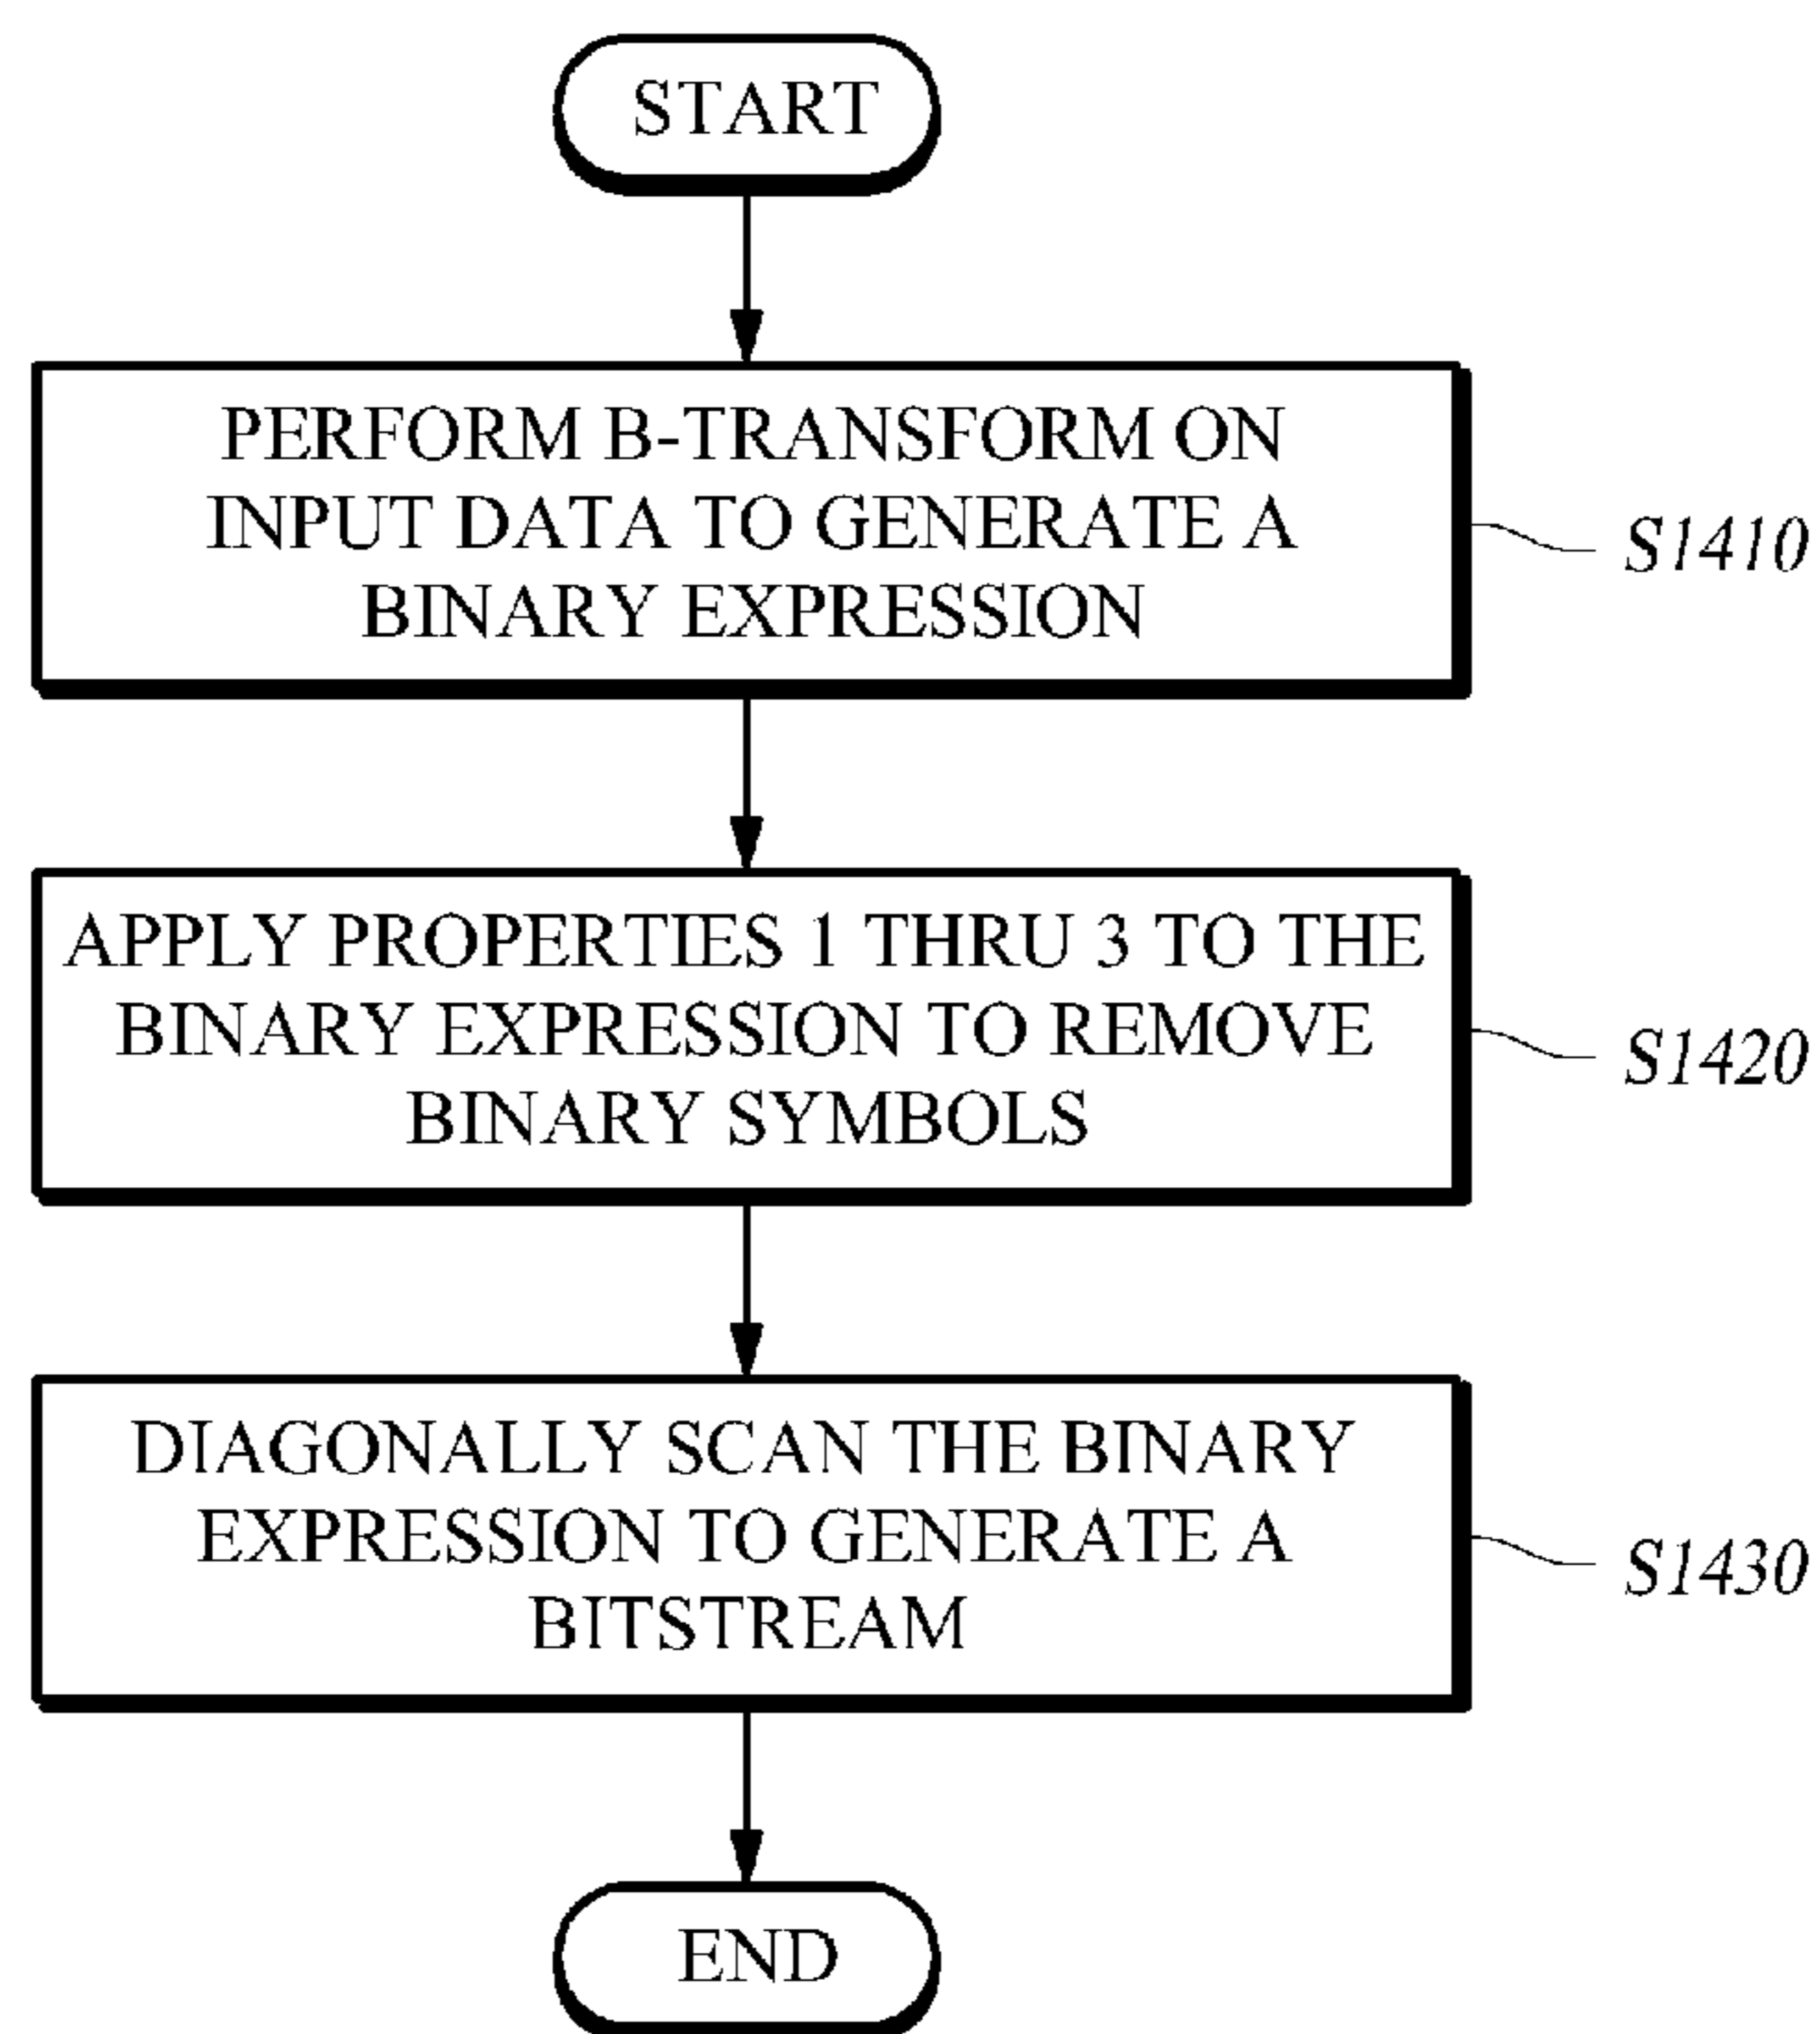 START
PERFORM B-TRANSFORM ON
INPUT DATA TO GENERATE A
BINARY EXPRESSION
S1410
APPLY PROPERTIES 1 THRU 3 TO THE
BINARY EXPRESSION TO REMOVE
BINARY SYMBOLS
S1420
DIAGONALLY SCAN THE BINARY
EXPRESSION TO GENERATE A
BITSTREAM
S1430
END